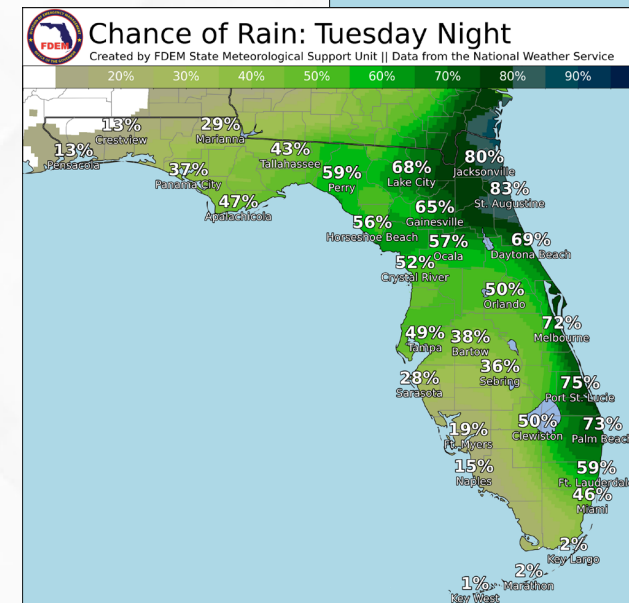 FDEM
Chance of Rain: Tuesday Night
Created by FDEM State Meteorological Support Unit || Data from the National Weather Service
20% 30% 40% 50% 60% 70% 80% 90%
13%
Crestview
29%
Marianna
13%
Pensacola
43%
Tallahassee
37%
Panama City
59%
Perry
68%
Lake City
80%
Jacksonville
47%
Apalachicola
83%
St. Augustine
65%
Gainesville
56%
Horseshoe Beach
57%
Ocala
69%
Daytona Beach
52%
Crystal River
50%
Orlando
72%
Melbourne
49%
Tampa
38%
Bartow
36%
Sebring
28%
Sarasota
75%
Port St. Lucie
50%
Clewiston
73%
Palm Beac
19%
Ft. Myers
15%
Naples
59%
Ft. Lauderdal
46%
Miami
2%
Key Largo
2%
Marathon
1%
Key West